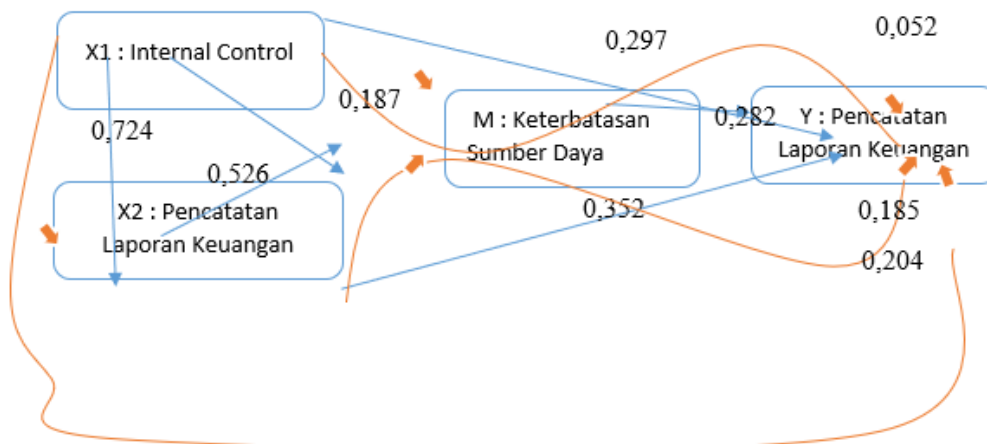 0,297
0,052
X1 : Internal Control
0,187
0,724
M : Keterbatasan
Sumber Daya
0,282
Y : Pencatatan
Laporan Keuangan
0,526
X2 : Pencatatan
Laporan Keuangan
0,352
0,185
0,204